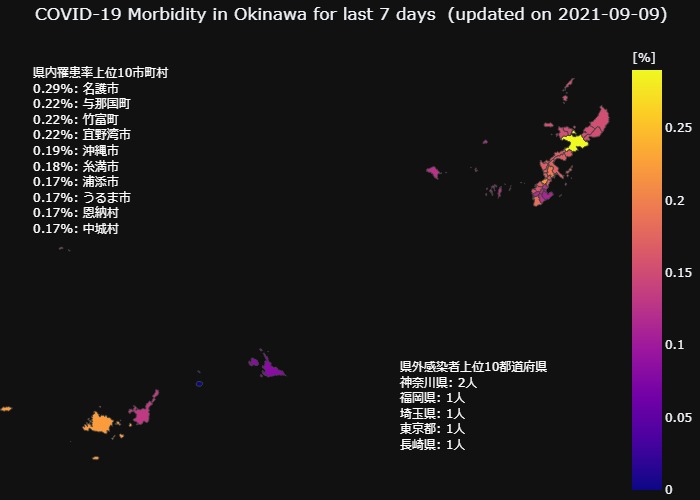 COVID-19 Morbidity in Okinawa for last 7 days (updated on 2021-09-09)
県内罹患率上位10市町村
0.29%: 名護市
0.22%: 与那国町
0.22%: 竹富町
0.22%: 宜野湾市
0.19%: 沖縄市
0.18%: 糸満市
0.17%: 浦添市
0.17%: うるま市
0.17%: 恩納村
0.17%: 中城村
[%]
0.25
0.2
0.15
0.1
0.05
0
県外感染者上位10都道府県
神奈川県: 2人
福岡県: 1人
埼玉県: 1人
東京都: 1人
長崎県: 1人